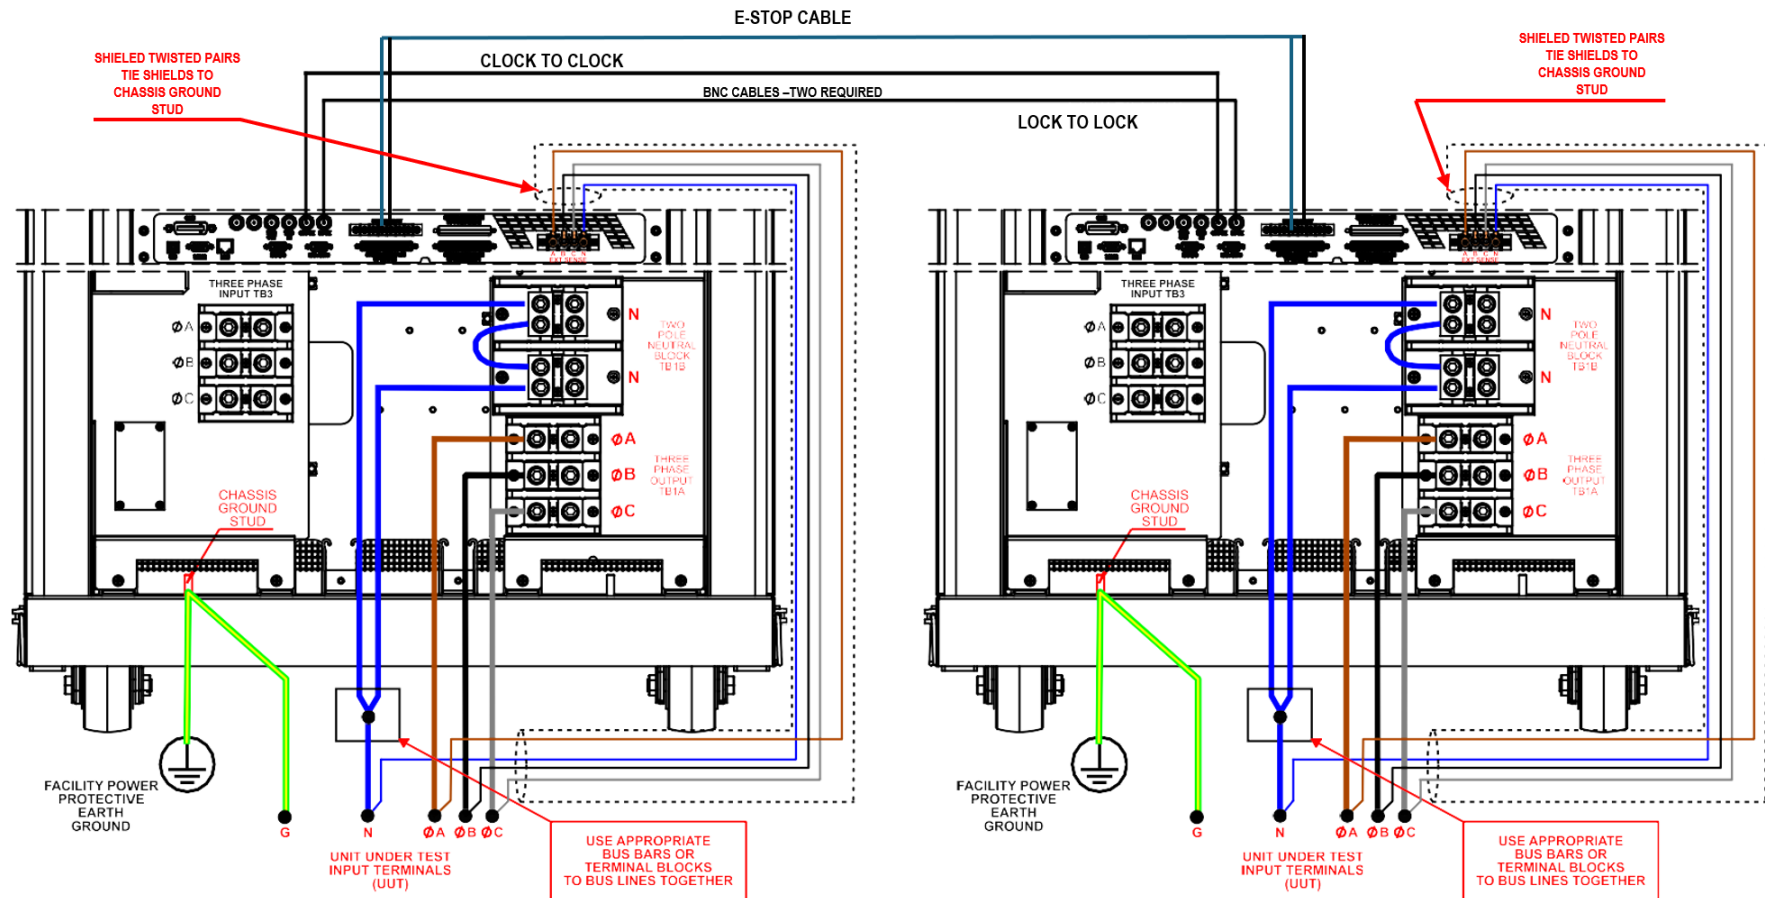 E-STOP CABLE
CLOCK TO CLOCK
BNC CABLES –TWO REQUIRED
LOCK TO LOCK
SHIELED TWISTED PAIRS
TIE SHIELDS TO
CHASSIS GROUND
STUD
A B C N
EXT SENSE
THREE PHASE
INPUT TB3
ØA
ØB
ØC
N
N
TWO
POLE
NEUTRAL
BLOCK
TB1B
ØA
ØB
ØC
THREE
PHASE
OUTPUT
TB1A
CHASSIS
GROUND
STUD
FACILITY POWER
PROTECTIVE
EARTH
GROUND
G
N
ØA
ØB
ØC
UNIT UNDER TEST
INPUT TERMINALS
(UUT)
USE APPROPRIATE
BUS BARS OR
TERMINAL BLOCKS
TO BUS LINES TOGETHER
SHIELED TWISTED PAIRS
TIE SHIELDS TO
CHASSIS GROUND
STUD
A B C N
EXT SENSE
THREE PHASE
INPUT TB3
ØA
ØB
ØC
N
N
TWO
POLE
NEUTRAL
BLOCK
TB1B
ØA
ØB
ØC
THREE
PHASE
OUTPUT
TB1A
CHASSIS
GROUND
STUD
FACILITY POWER
PROTECTIVE
EARTH
GROUND
G
N
ØA
ØB
ØC
UNIT UNDER TEST
INPUT TERMINALS
(UUT)
USE APPROPRIATE
BUS BARS OR
TERMINAL BLOCKS
TO BUS LINES TOGETHER